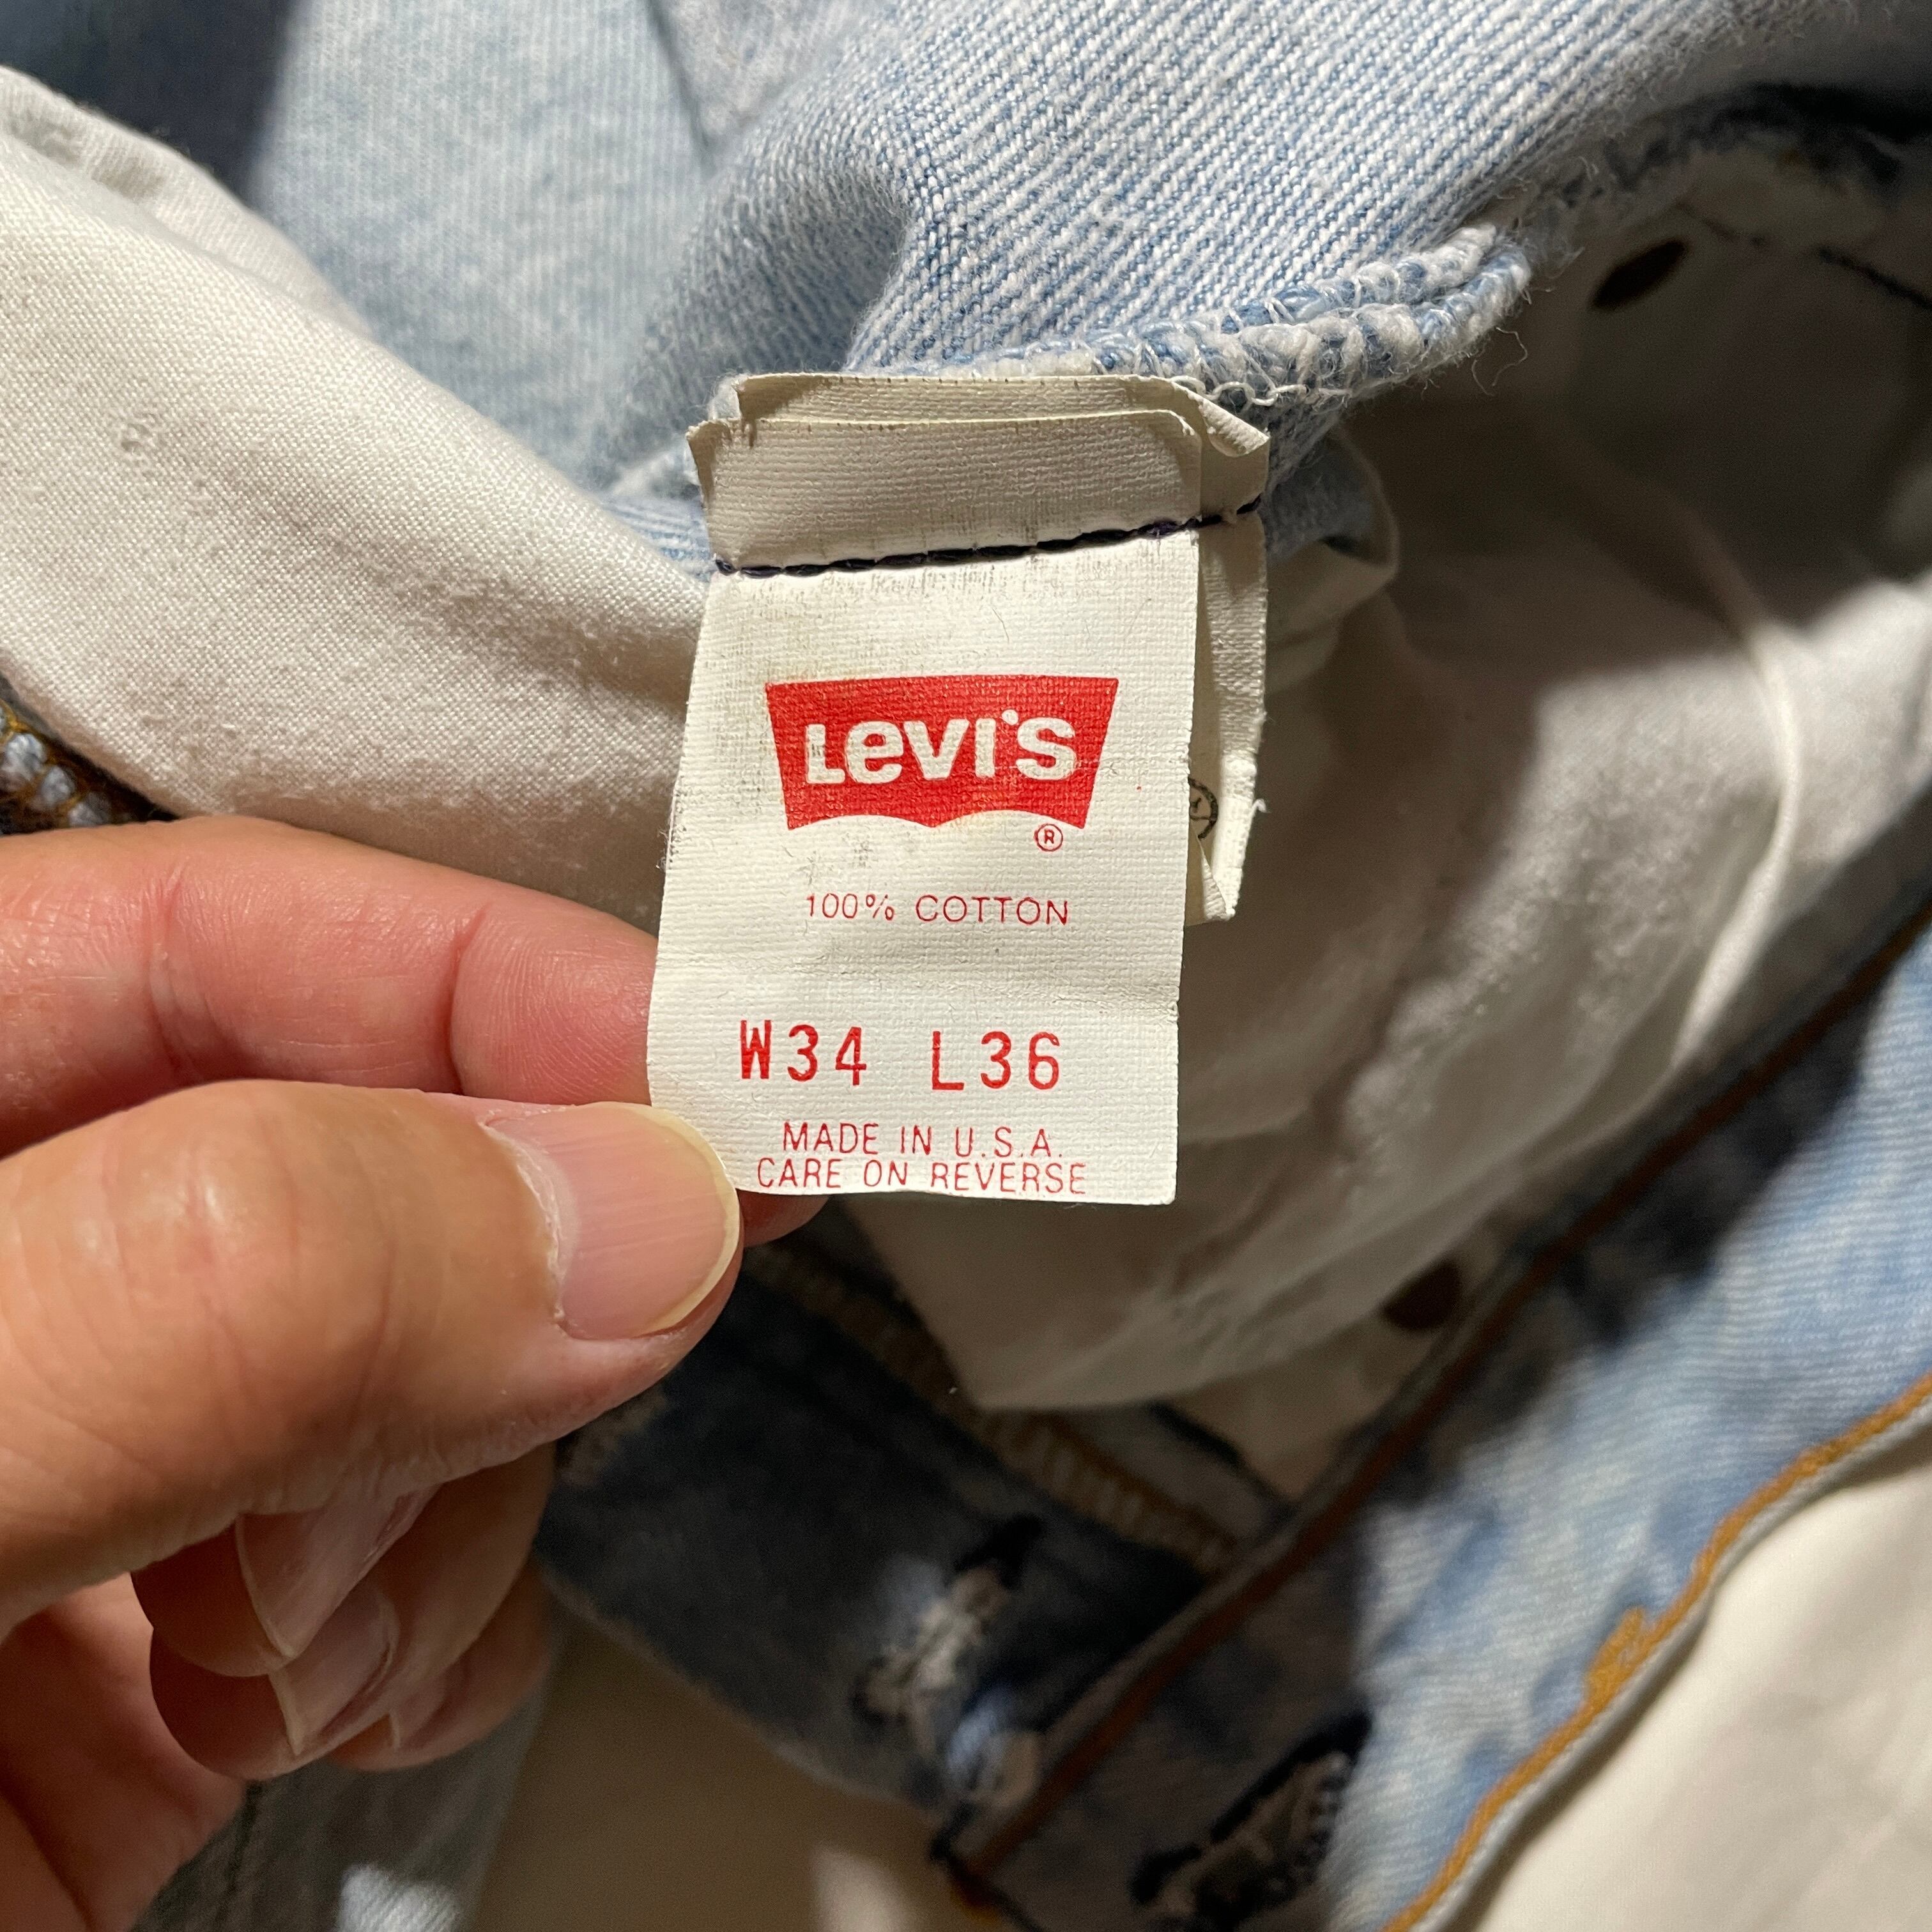 Levi's
®
100% COTTON
W34 L36
MADE IN U.S.A.
CARE ON REVERSE